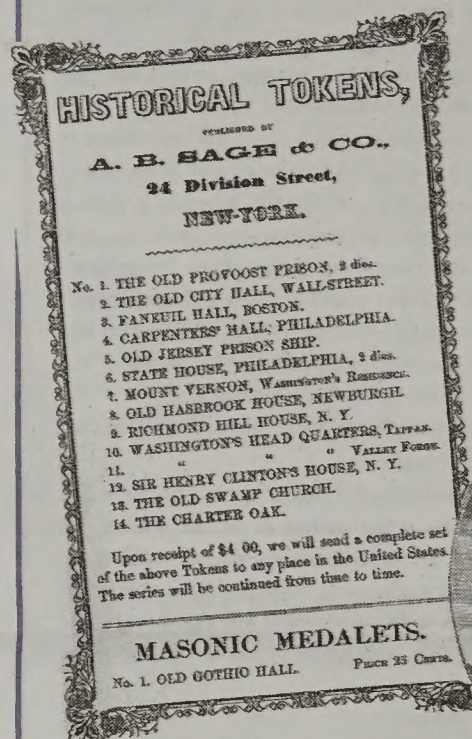 HISTORICAL TOKENS,
PUBLISHED BY
A. B. SAGE & CO.,
24 Division Street,
NEW-YORK.
No. 1. THE OLD PROVOOST PRISON, 2 dies.
2. THE OLD CITY HALL, WALL-STREET.
3. FANEUIL HALL, BOSTON.
4. CARPENTERS' HALL, PHILADELPHIA.
5. OLD JERSEY PRISON SHIP.
6. STATE HOUSE, PHILADELPHIA, 2 dies.
7. MOUNT VERNON, WASHINGTON'S RESIDENCE.
8. OLD HASBROOK HOUSE, NEWBURGH.
9. RICHMOND HILL HOUSE, N. Y.
10. WASHINGTON'S HEAD QUARTERS, TAPPAN.
11. " " " VALLEY FORGE.
12. SIR HENRY CLINTON'S HOUSE, N. Y.
13. THE OLD SWAMP CHURCH.
14. THE CHARTER OAK.
Upon receipt of $4 00, we will send a complete set
of the above Tokens to any place in the United States.
The series will be continued from time to time.
MASONIC MEDALETS.
No. 1. OLD GOTHIC HALL. PRICE 25 CENTS.